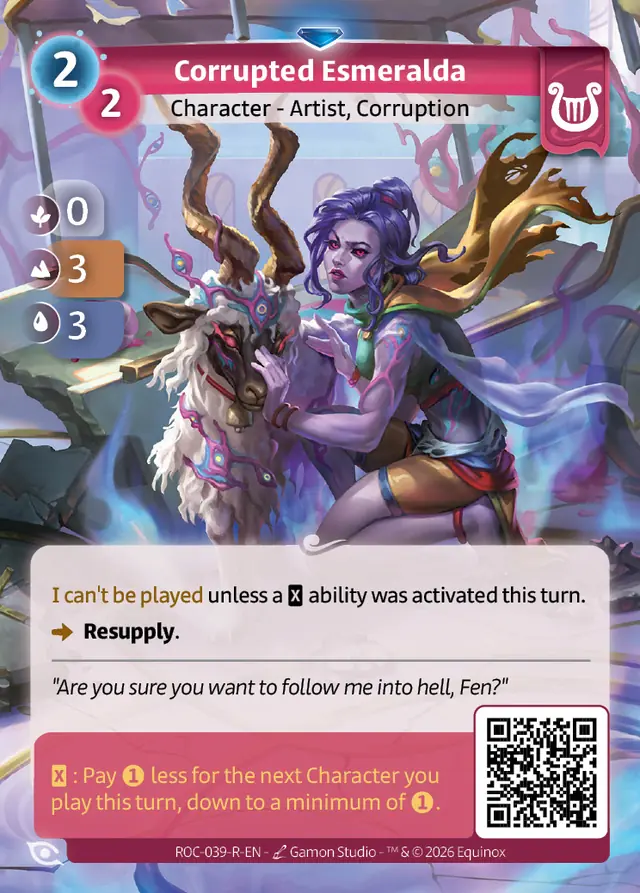 2
2
Corrupted Esmeralda
Character - Artist, Corruption
0
3
3
I can't be played unless a X ability was activated this turn.
Resupply.
"Are you sure you want to follow me into hell, Fen?"
X : Pay 1 less for the next Character you
play this turn, down to a minimum of 1.
ROC-039-R-EN - Gamon Studio - ™ & © 2026 Equinox